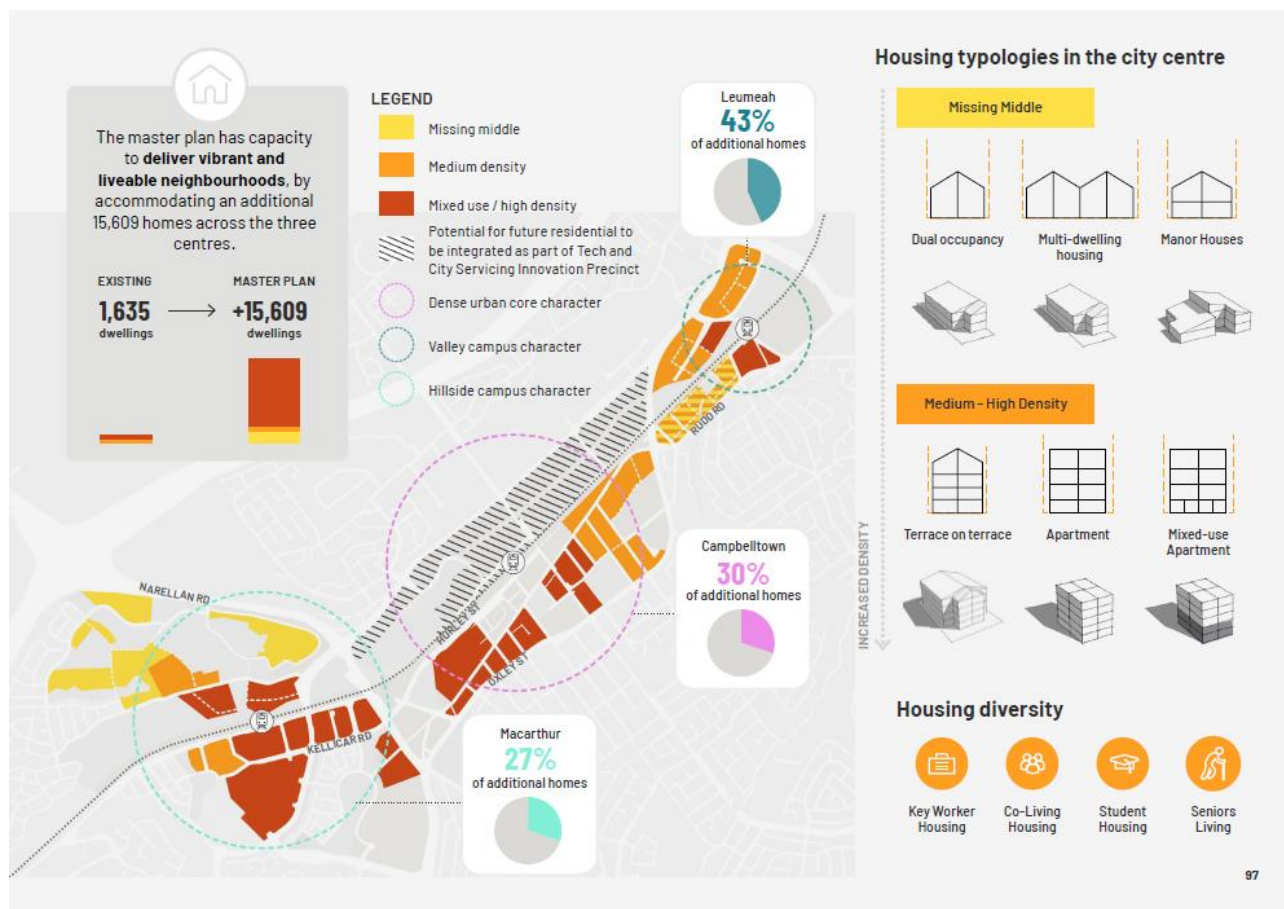 The master plan has capacity
to deliver vibrant and
liveable neighbourhoods, by
accommodating an additional
15,609 homes across the three
centres.
EXISTING
1,635
dwellings
MASTER PLAN
+15,609
dwellings
LEGEND
Missing middle
Medium density
Mixed use / high density
Potential for future residential to
be integrated as part of Tech and
City Servicing Innovation Precinct
Dense urban core character
Valley campus character
Hillside campus character
Leumeah
43%
of additional homes
RUDD RD
Campbelltown
30%
of additional homes
NARELLAN RD
HURLEY ST
OXLEY ST
KELLICAR RD
Macarthur
27%
of additional homes
Housing typologies in the city centre
Missing Middle
Dual occupancy
Multi-dwelling
housing
Manor Houses
Medium - High Density
Terrace on terrace
Apartment
Mixed-use
Apartment
INCREASED DENSITY
Housing diversity
Key Worker
Housing
Co-Living
Housing
Student
Housing
Seniors
Living
97